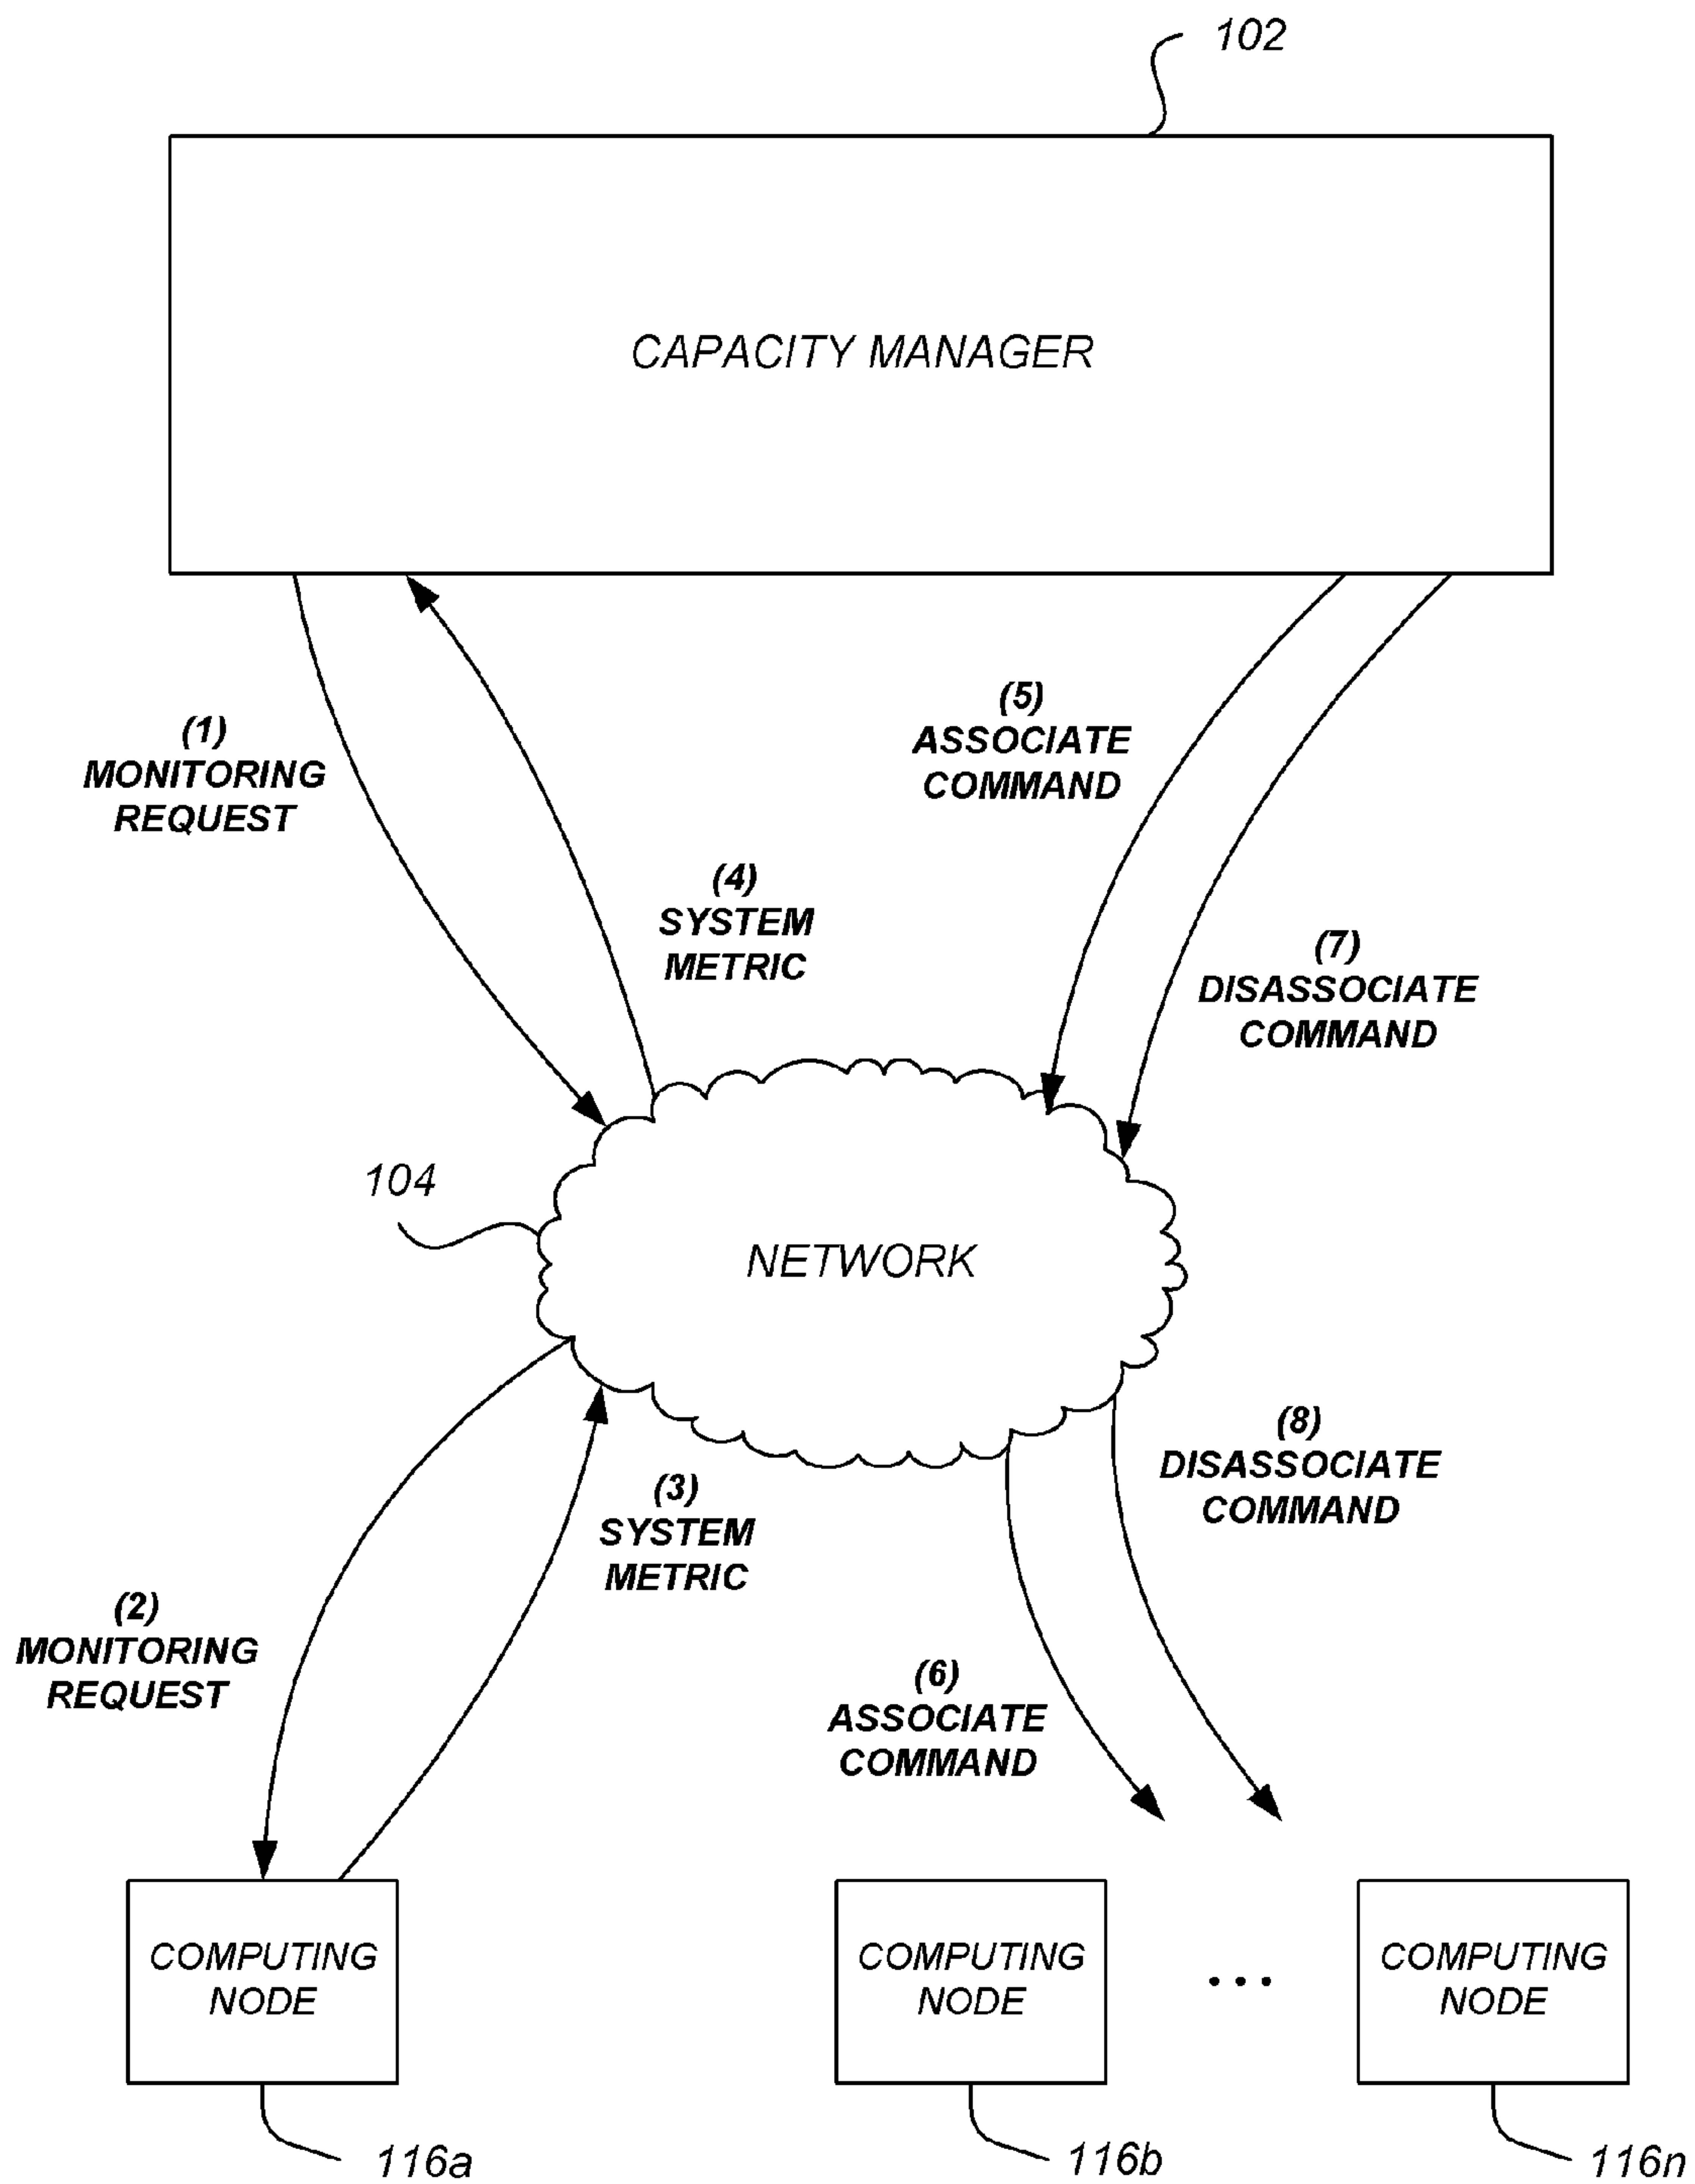 102
CAPACITY MANAGER
(1)
MONITORING
REQUEST
(5)
ASSOCIATE
COMMAND
(4)
SYSTEM
METRIC
(7)
DISASSOCIATE
COMMAND
104
NETWORK
(8)
DISASSOCIATE
COMMAND
(3)
SYSTEM
METRIC
(2)
MONITORING
REQUEST
(6)
ASSOCIATE
COMMAND
COMPUTING
NODE
COMPUTING
NODE
...
COMPUTING
NODE
116a
116b
116n